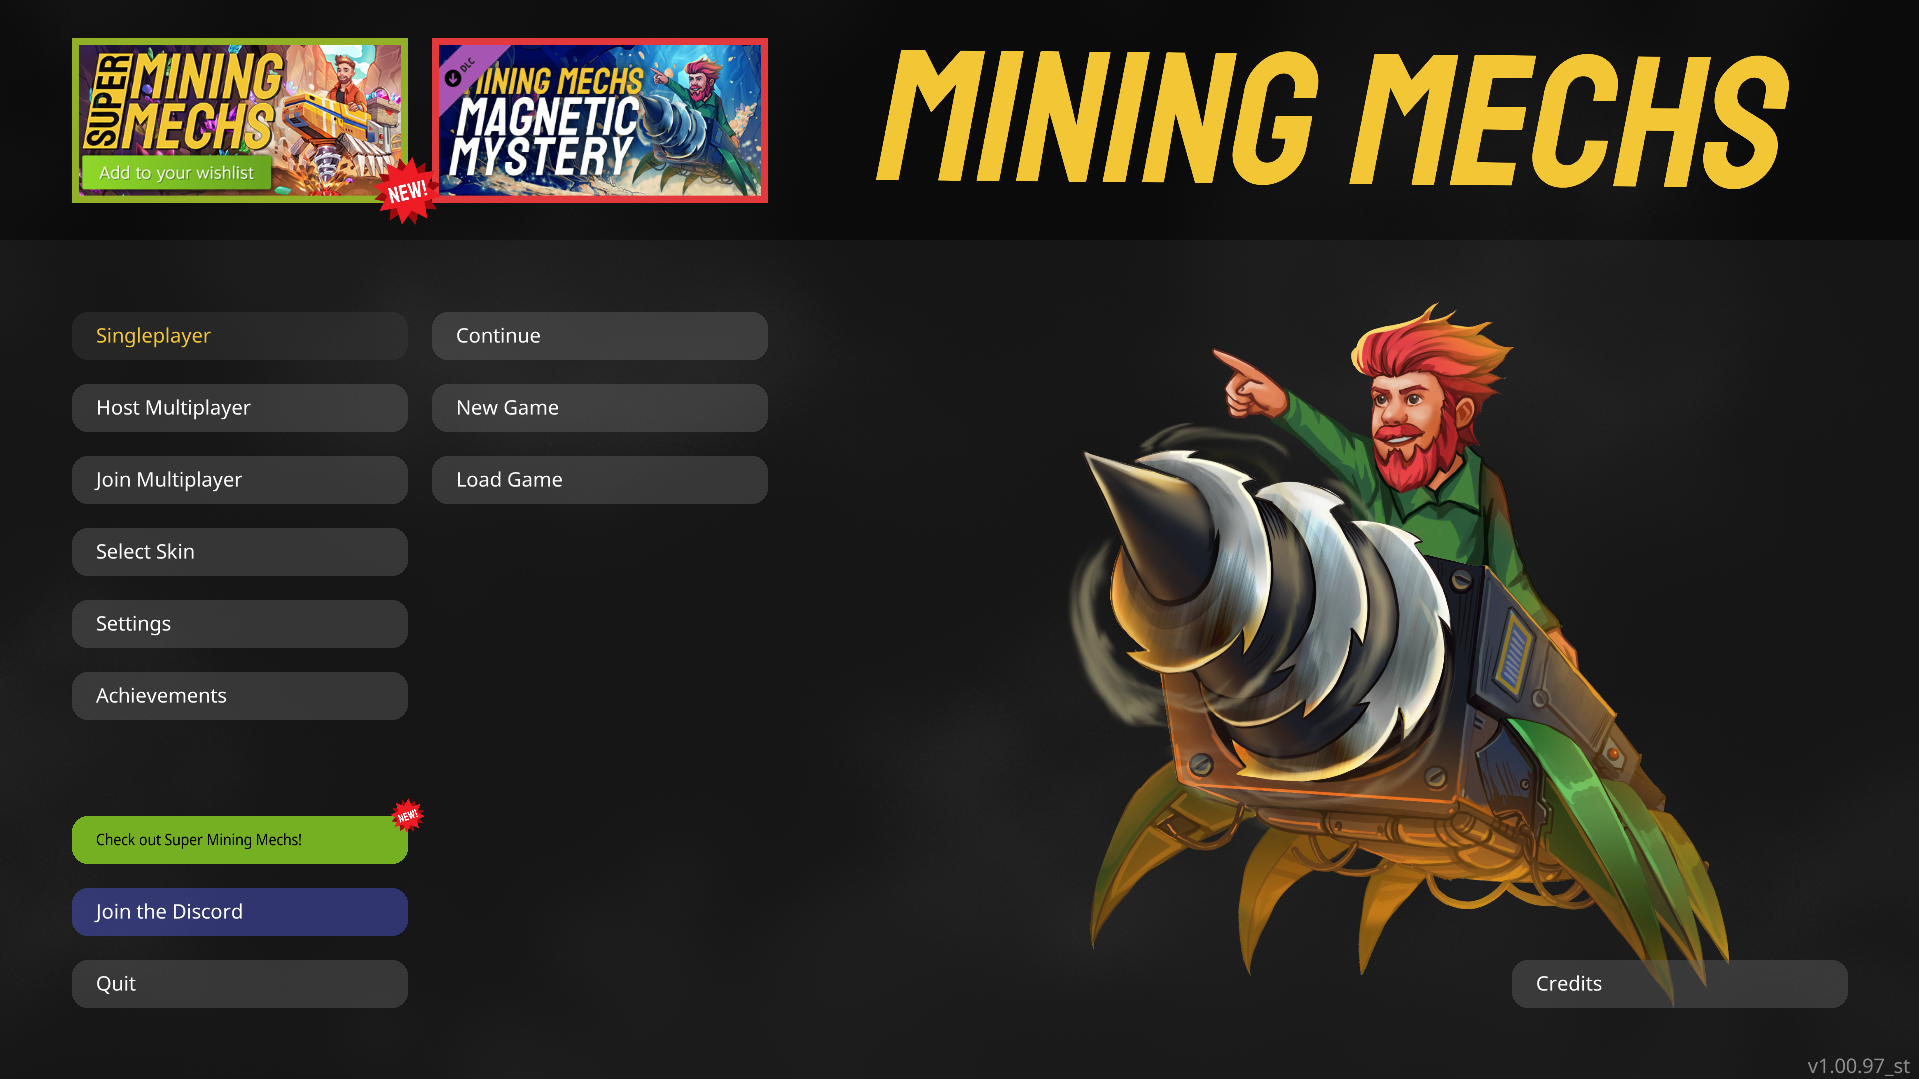 SUPER
MINING
MECHS
Add to your wishlist
NEW!
DLC
MINING MECHS
MAGNETIC
MYSTERY
MINING MECHS
Singleplayer
Continue
Host Multiplayer
New Game
Join Multiplayer
Load Game
Select Skin
Settings
Achievements
NEW!
Check out Super Mining Mechs!
Join the Discord
Quit
Credits
v1.00.97_st